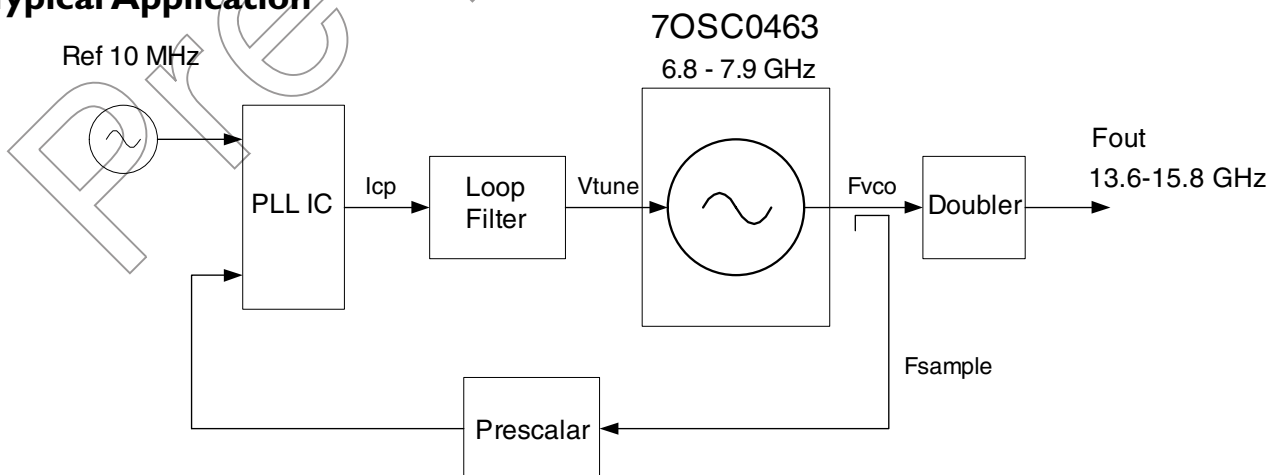 Typical Application
Ref 10 MHz
7OSC0463
6.8 - 7.9 GHz
PLL IC
Icp
Loop
Filter
Vtune
Fvco
Doubler
Fout
13.6-15.8 GHz
Fsample
Prescalar
Pre